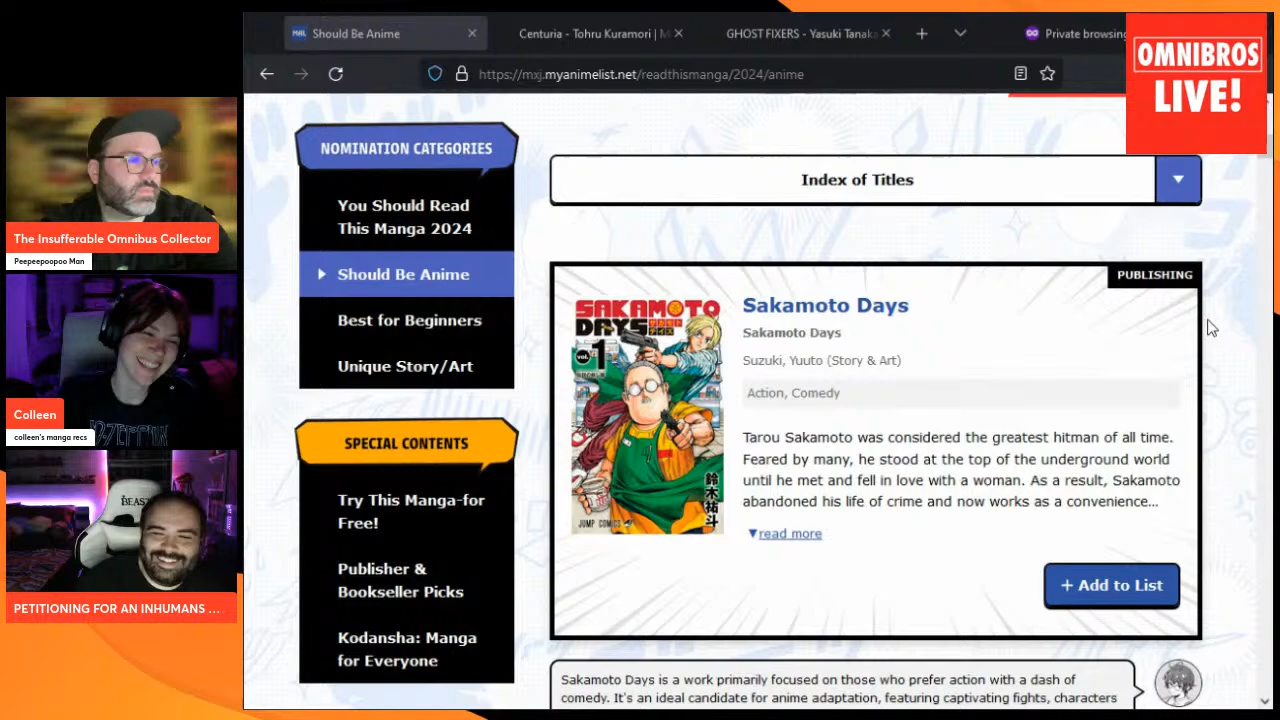 Should Be Anime
Centuria - Tohru Kuramori | M
GHOST FIXERS - Yasuki Tanaka
Private browsing
https://mxj.myanimelist.net/readthismanga/2024/anime
OMNIBROS
LIVE!
The Insufferable Omnibus Collector
Peepeepoopoo Man
Colleen
colleen's manga recs
PETITIONING FOR AN INHUMANS ...
NOMINATION CATEGORIES
You Should Read
This Manga 2024
Should Be Anime
Best for Beginners
Unique Story/Art
SPECIAL CONTENTS
Try This Manga-for
Free!
Publisher &
Bookseller Picks
Kodansha: Manga
for Everyone
Index of Titles
PUBLISHING
SAKAMOTO
DAYS
vol.1
鈴木祐斗
JUMP COMICS
Sakamoto Days
Sakamoto Days
Suzuki, Yuuto (Story & Art)
Action, Comedy
Tarou Sakamoto was considered the greatest hitman of all time.
Feared by many, he stood at the top of the underground world
until he met and fell in love with a woman. As a result, Sakamoto
abandoned his life of crime and now works as a convenience...
▼read more
+ Add to List
Sakamoto Days is a work primarily focused on those who prefer action with a dash of
comedy. It's an ideal candidate for anime adaptation, featuring captivating fights, characters